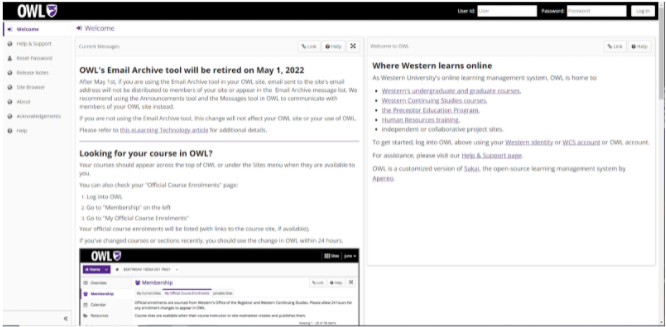 OWL
User Id: User
Password: Password
Log In
Welcome
Help & Support
Reset Password
Release Notes
Site Browser
About
Acknowledgements
Help
Welcome
Current Messages
Link
Help
OWL's Email Archive tool will be retired on May 1, 2022
After May 1st, if you are using the Email Archive tool in your OWL site, email sent to the site's email
address will not be distributed to members of your site or appear in the Email Archive message list. We
recommend using the Announcements tool and the Messages tool in OWL to communicate with
members of your OWL site instead.
If you are not using the Email Archive tool, this change will not affect your OWL site or your use of OWL.
Please refer to this eLearning Technology article for additional details.
Looking for your course in OWL?
Your courses should appear across the top of OWL or under the Sites menu when they are available to
you.
You can also check your "Official Course Enrolments" page:
1. Log into OWL
2. Go to "Membership" on the left
3. Go to "My Official Course Enrolments"
Your official course enrolments will be listed (with links to the course site, if available).
If you've changed courses or sections recently, you should see the change in OWL within 24 hours.
OWL
Sites
Home
Overview
Membership
Link
Help
Membership
My Current Sites
My Official Course Enrolments
Joinable Sites
Calendar
Official enrolments are sourced from Western's Office of the Registrar and Western Continuing Studies. Please allow 24 hours for
any enrolment changes to appear in OWL.
Resources
Course sites are available when their course instructor or site maintainer creates and publishes them.
Welcome to OWL
Link
Help
Where Western learns online
As Western University's online learning management system, OWL is home to:
Western's undergraduate and graduate courses,
Western Continuing Studies courses,
the Preceptor Education Program,
Human Resources training,
independent or collaborative project sites.
To get started, log into OWL above using your Western identity or WCS account or OWL account.
For assistance, please visit our Help & Support page.
OWL is a customized version of Sakai, the open-source learning management system by
Apereo.